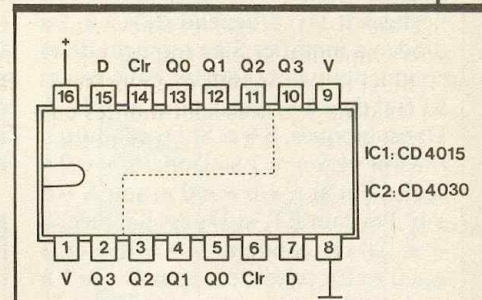 +
D Clr Q0 Q1 Q2 Q3 V
16 15 14 13 12 11 10 9
IC1: CD4015
IC2: CD4030
1 2 3 4 5 6 7 8
V Q3 Q2 Q1 Q0 Clr D